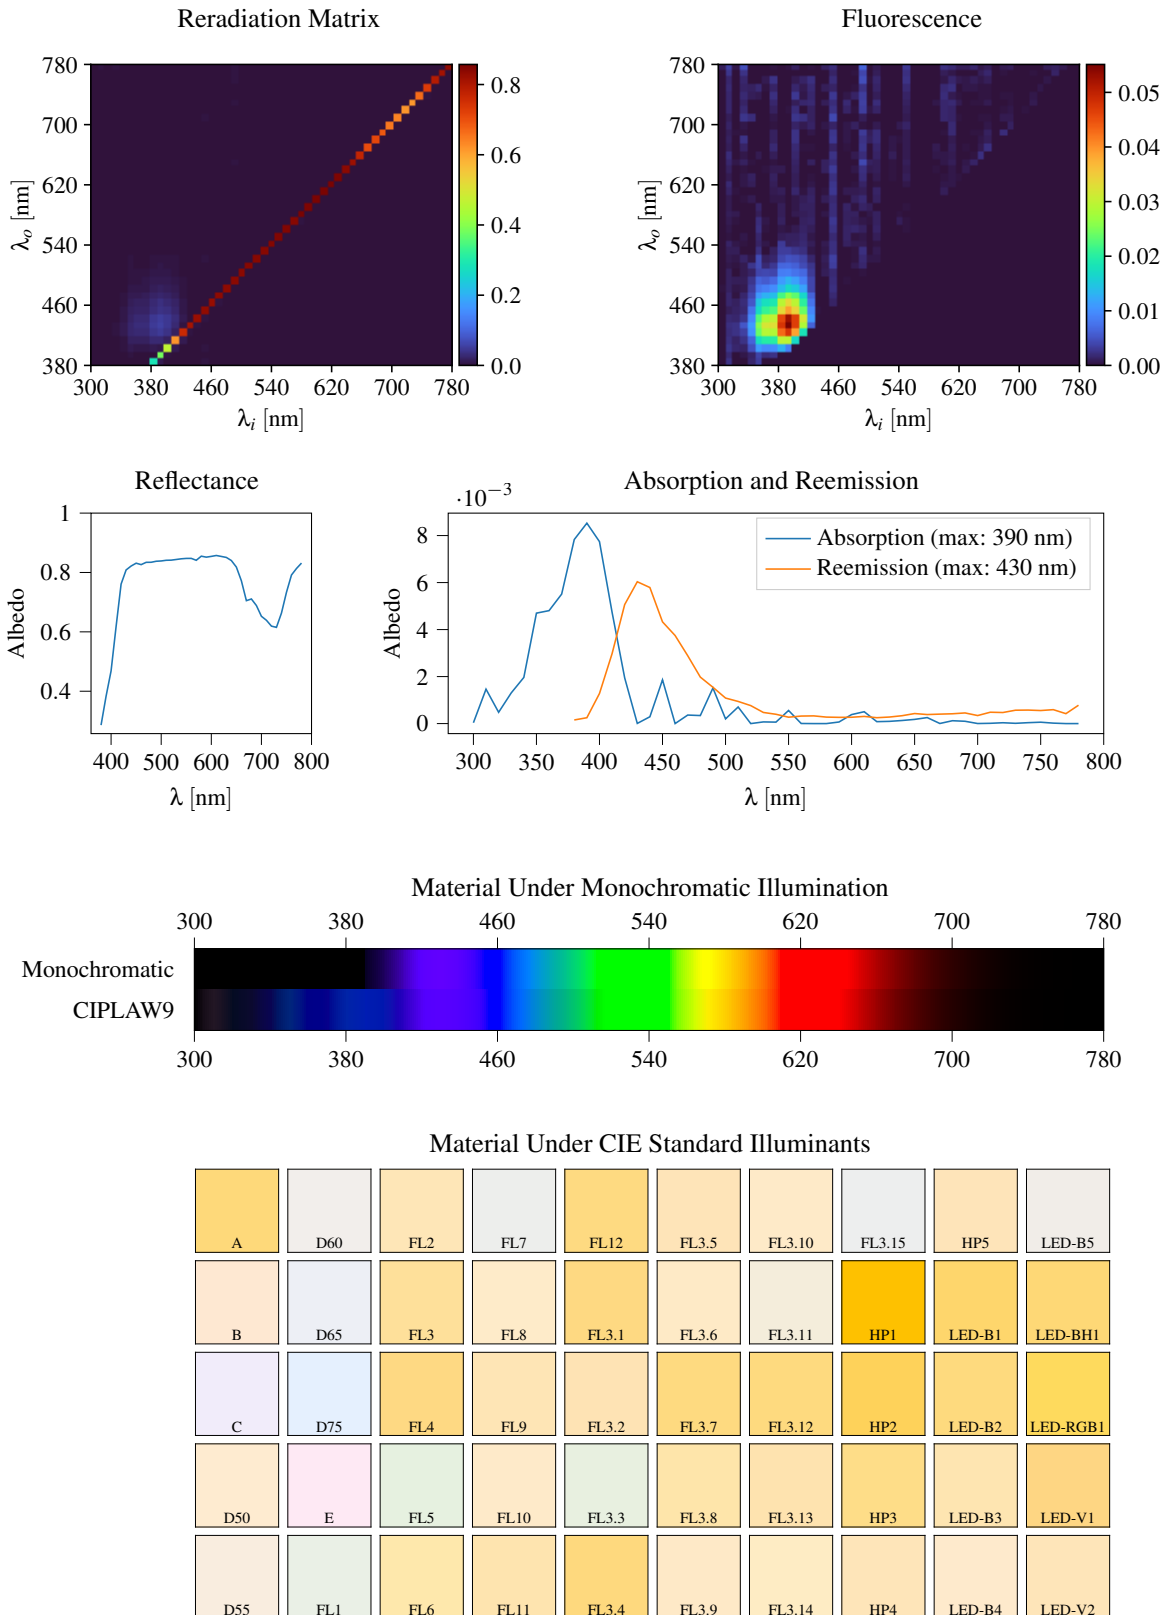 Reradiation Matrix
Fluorescence
780
700
620
540
460
380
λo [nm]
300 380 460 540 620 700 780
λi [nm]
0.8
0.6
0.4
0.2
0.0
780
700
620
540
460
380
λo [nm]
300 380 460 540 620 700 780
λi [nm]
0.05
0.04
0.03
0.02
0.01
0.00
Reflectance
1
0.8
0.6
0.4
Albedo
400 500 600 700 800
λ [nm]
Absorption and Reemission
·10−3
8
6
4
2
0
Albedo
Absorption (max: 390 nm)
Reemission (max: 430 nm)
300 350 400 450 500 550 600 650 700 750 800
λ [nm]
Material Under Monochromatic Illumination
300 380 460 540 620 700 780
Monochromatic
CIPLAW9
300 380 460 540 620 700 780
Material Under CIE Standard Illuminants
A D60 FL2 FL7 FL12 FL3.5 FL3.10 FL3.15 HP5 LED-B5
B D65 FL3 FL8 FL3.1 FL3.6 FL3.11 HP1 LED-B1 LED-BH1
C D75 FL4 FL9 FL3.2 FL3.7 FL3.12 HP2 LED-B2 LED-RGB1
D50 E FL5 FL10 FL3.3 FL3.8 FL3.13 HP3 LED-B3 LED-V1
D55 FL1 FL6 FL11 FL3.4 FL3.9 FL3.14 HP4 LED-B4 LED-V2